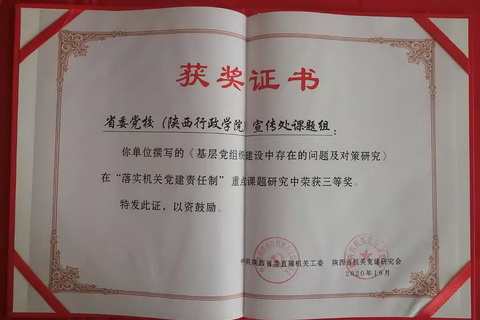 获奖证书
省委党校（陕西行政学院）宣传处课题组：
你单位撰写的《基层党组织建设中存在的问题及对策研究》
在“落实机关党建责任制”重点课题研究中荣获三等奖。
特发此证，以资鼓励。
中共陕西省委直属机关工委 陕西省机关党建研究会
2020年10月